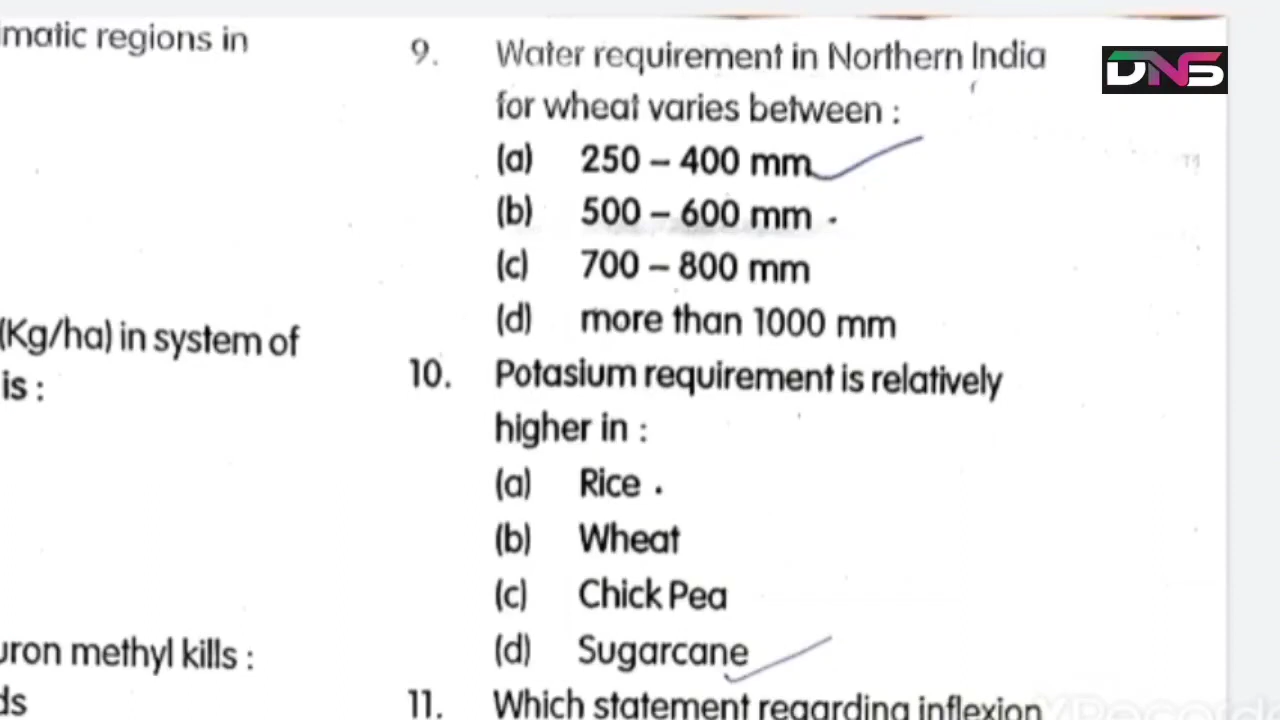 imatic regions in
(Kg/ha) in system of
is :
uron methyl kills :
ds
9. Water requirement in Northern India
for wheat varies between :
(a) 250 – 400 mm
(b) 500 – 600 mm
(c) 700 – 800 mm
(d) more than 1000 mm
10. Potasium requirement is relatively
higher in :
(a) Rice
(b) Wheat
(c) Chick Pea
(d) Sugarcane
11. Which statement regarding inflexion
DNS